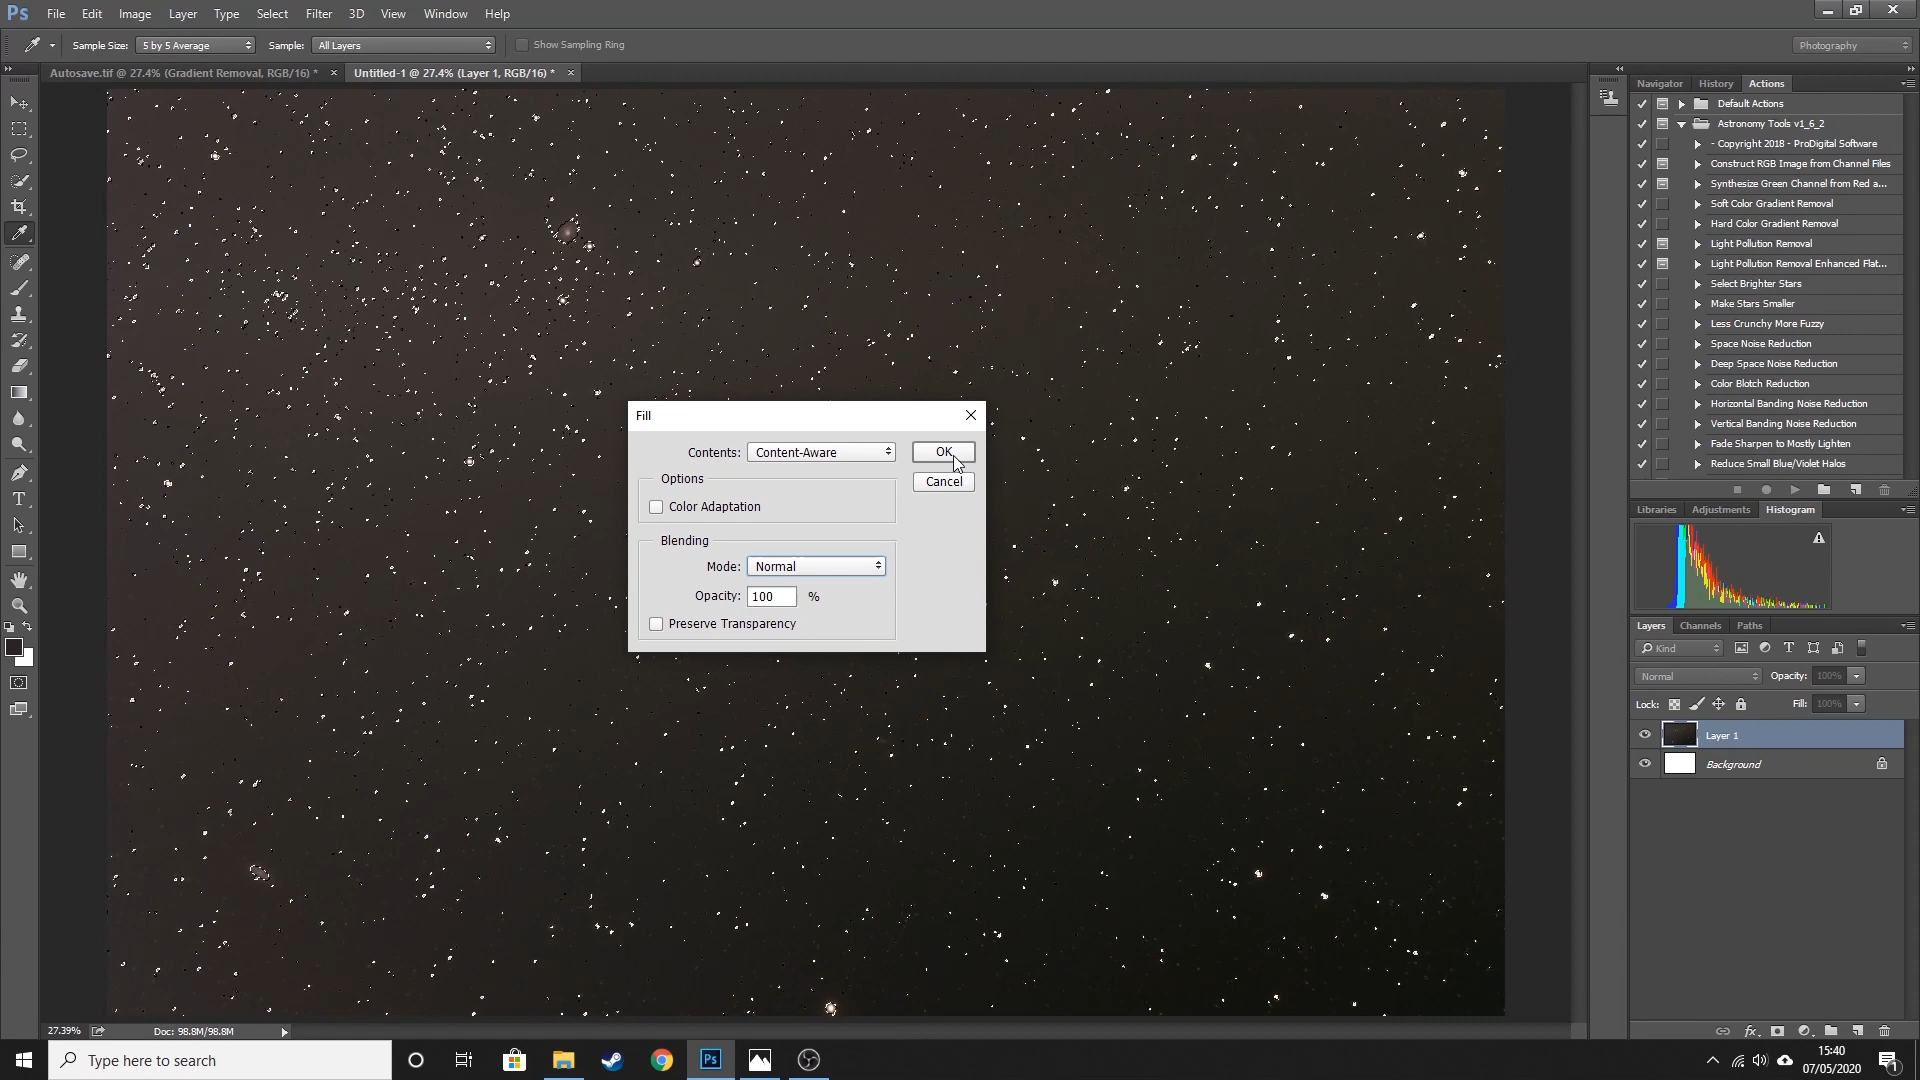 Ps File Edit Image Layer Type Select Filter 3D View Window Help
Sample Size: 5 by 5 Average Sample: All Layers Show Sampling Ring Photography
Autosave.tif @ 27.4% (Gradient Removal, RGB/16) * × Untitled-1 @ 27.4% (Layer 1, RGB/16) * ×
Navigator History Actions
Default Actions
Astronomy Tools v1_6_2
- Copyright 2018 - ProDigital Software
Construct RGB Image from Channel Files
Synthesize Green Channel from Red a...
Soft Color Gradient Removal
Hard Color Gradient Removal
Light Pollution Removal
Light Pollution Removal Enhanced Flat...
Select Brighter Stars
Make Stars Smaller
Less Crunchy More Fuzzy
Space Noise Reduction
Deep Space Noise Reduction
Color Blotch Reduction
Horizontal Banding Noise Reduction
Vertical Banding Noise Reduction
Fade Sharpen to Mostly Lighten
Reduce Small Blue/Violet Halos
Fill
Contents: Content-Aware OK
Options Cancel
Color Adaptation
Blending
Mode: Normal
Opacity: 100 %
Preserve Transparency
Libraries Adjustments Histogram
Layers Channels Paths
Kind
Normal Opacity: 100%
Lock: Fill: 100%
Layer 1
Background
27.39% Doc: 98.8M/98.8M
Type here to search
Ps
15:40
07/05/2020
1